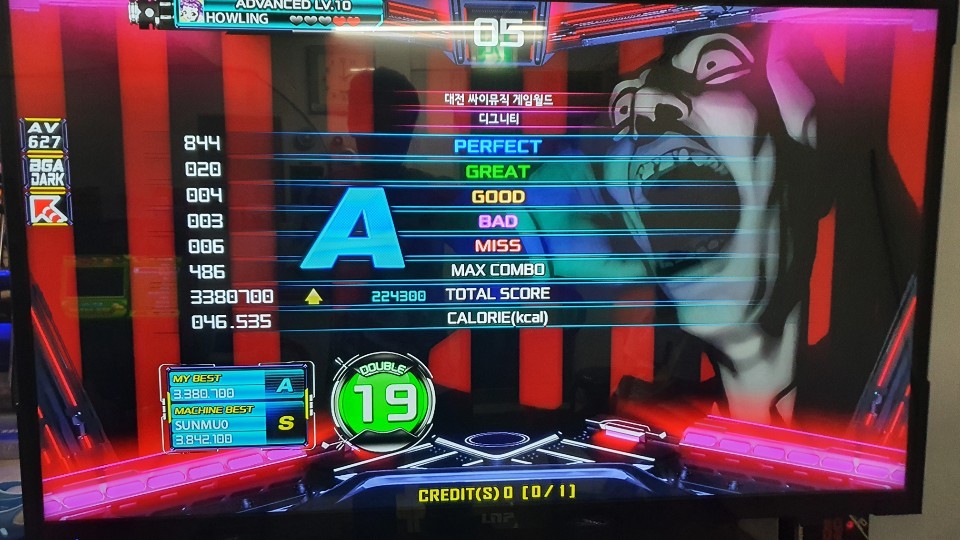 ADVANCED LV.10
HOWLING
05
대전 싸이뮤직 게임월드
디그니티
AV
627
BGA
DARK
844 PERFECT
020 GREAT
004 GOOD
003 BAD
006 MISS
486 MAX COMBO
3380700 224300 TOTAL SCORE
046.535 CALORIE(kcal)
A
MY BEST
A
3.380.700
MACHINE BEST
SUNMU0
S
3.842.100
DOUBLE
19
CREDIT(S) 0 [0/1]